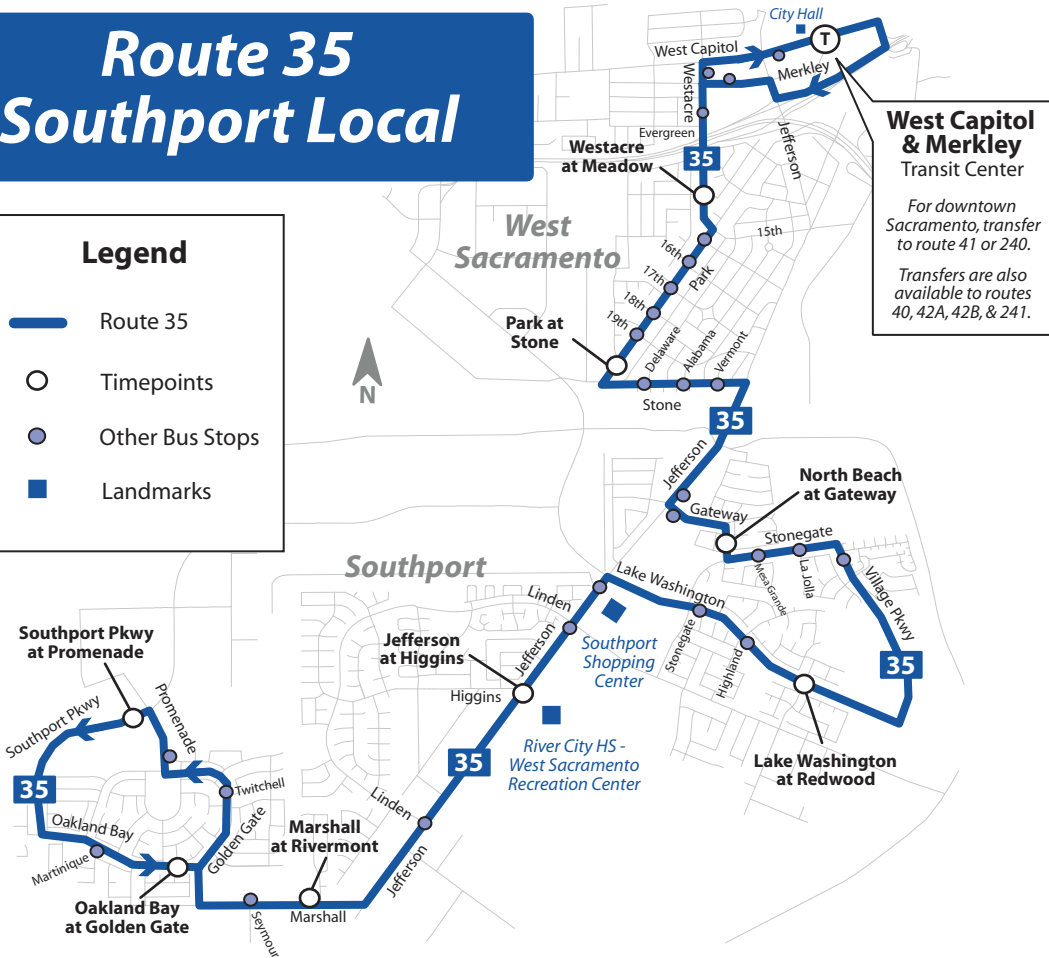 Route 35
Southport Local
City Hall
T
West Capitol
Merkley
Westacre
Jefferson
Evergreen
35
Westacre
at Meadow
West Capitol
& Merkley
Transit Center
For downtown
Sacramento, transfer
to route 41 or 240.
Transfers are also
available to routes
40, 42A, 42B, & 241.
Legend
Route 35
Timepoints
Other Bus Stops
Landmarks
N
West
Sacramento
15th
16th
17th
18th
19th
Park
Park at
Stone
Delaware
Alabama
Vermont
Stone
35
Jefferson
Gateway
North Beach
at Gateway
Stonegate
Mesa Grande
La Jolla
Village Pkwy
35
Southport
Lake Washington
Linden
Stonegate
Highland
Southport
Shopping
Center
Jefferson
Jefferson
at Higgins
Higgins
River City HS -
West Sacramento
Recreation Center
Lake Washington
at Redwood
35
Southport Pkwy
at Promenade
Southport Pkwy
Promenade
35
Twitchell
Oakland Bay
Golden Gate
Martinique
Oakland Bay
at Golden Gate
Linden
Marshall
at Rivermont
Jefferson
Marshall
Seymour